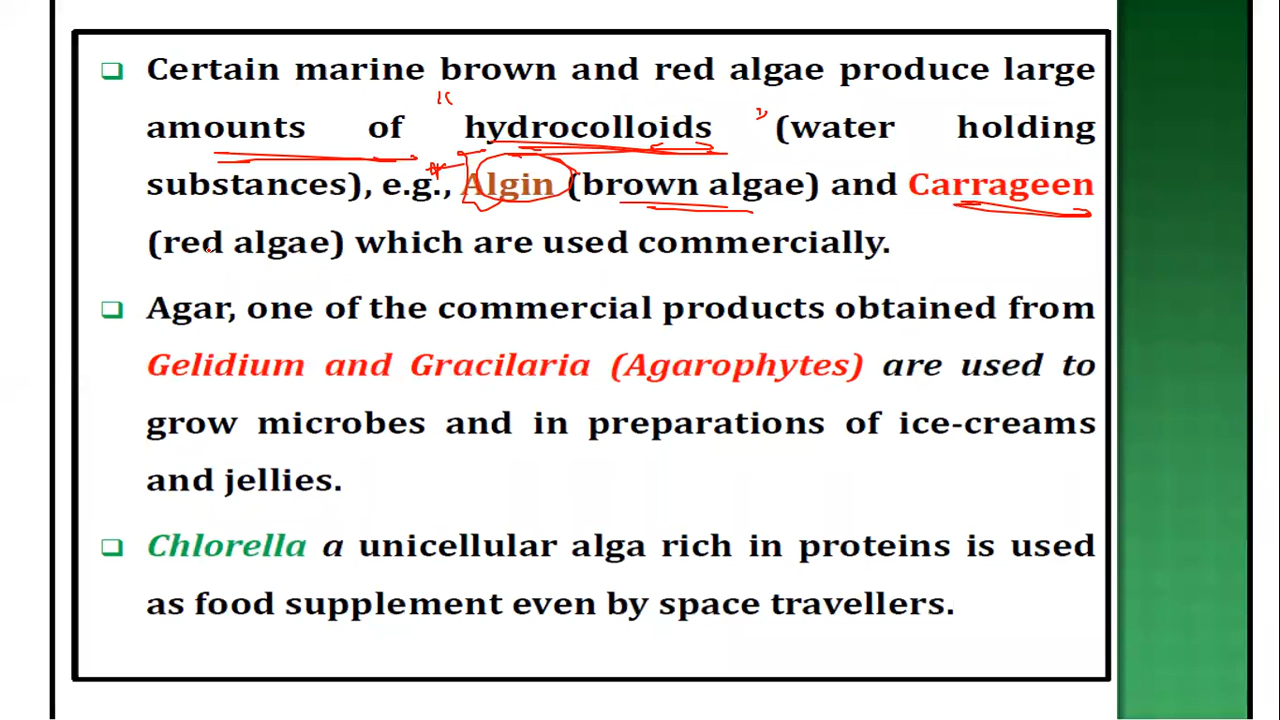 Certain marine brown and red algae produce large
amounts of hydrocolloids (water holding
substances), e.g., Algin (brown algae) and Carrageen
(red algae) which are used commercially.
Agar, one of the commercial products obtained from
Gelidium and Gracilaria (Agarophytes) are used to
grow microbes and in preparations of ice-creams
and jellies.
Chlorella a unicellular alga rich in proteins is used
as food supplement even by space travellers.